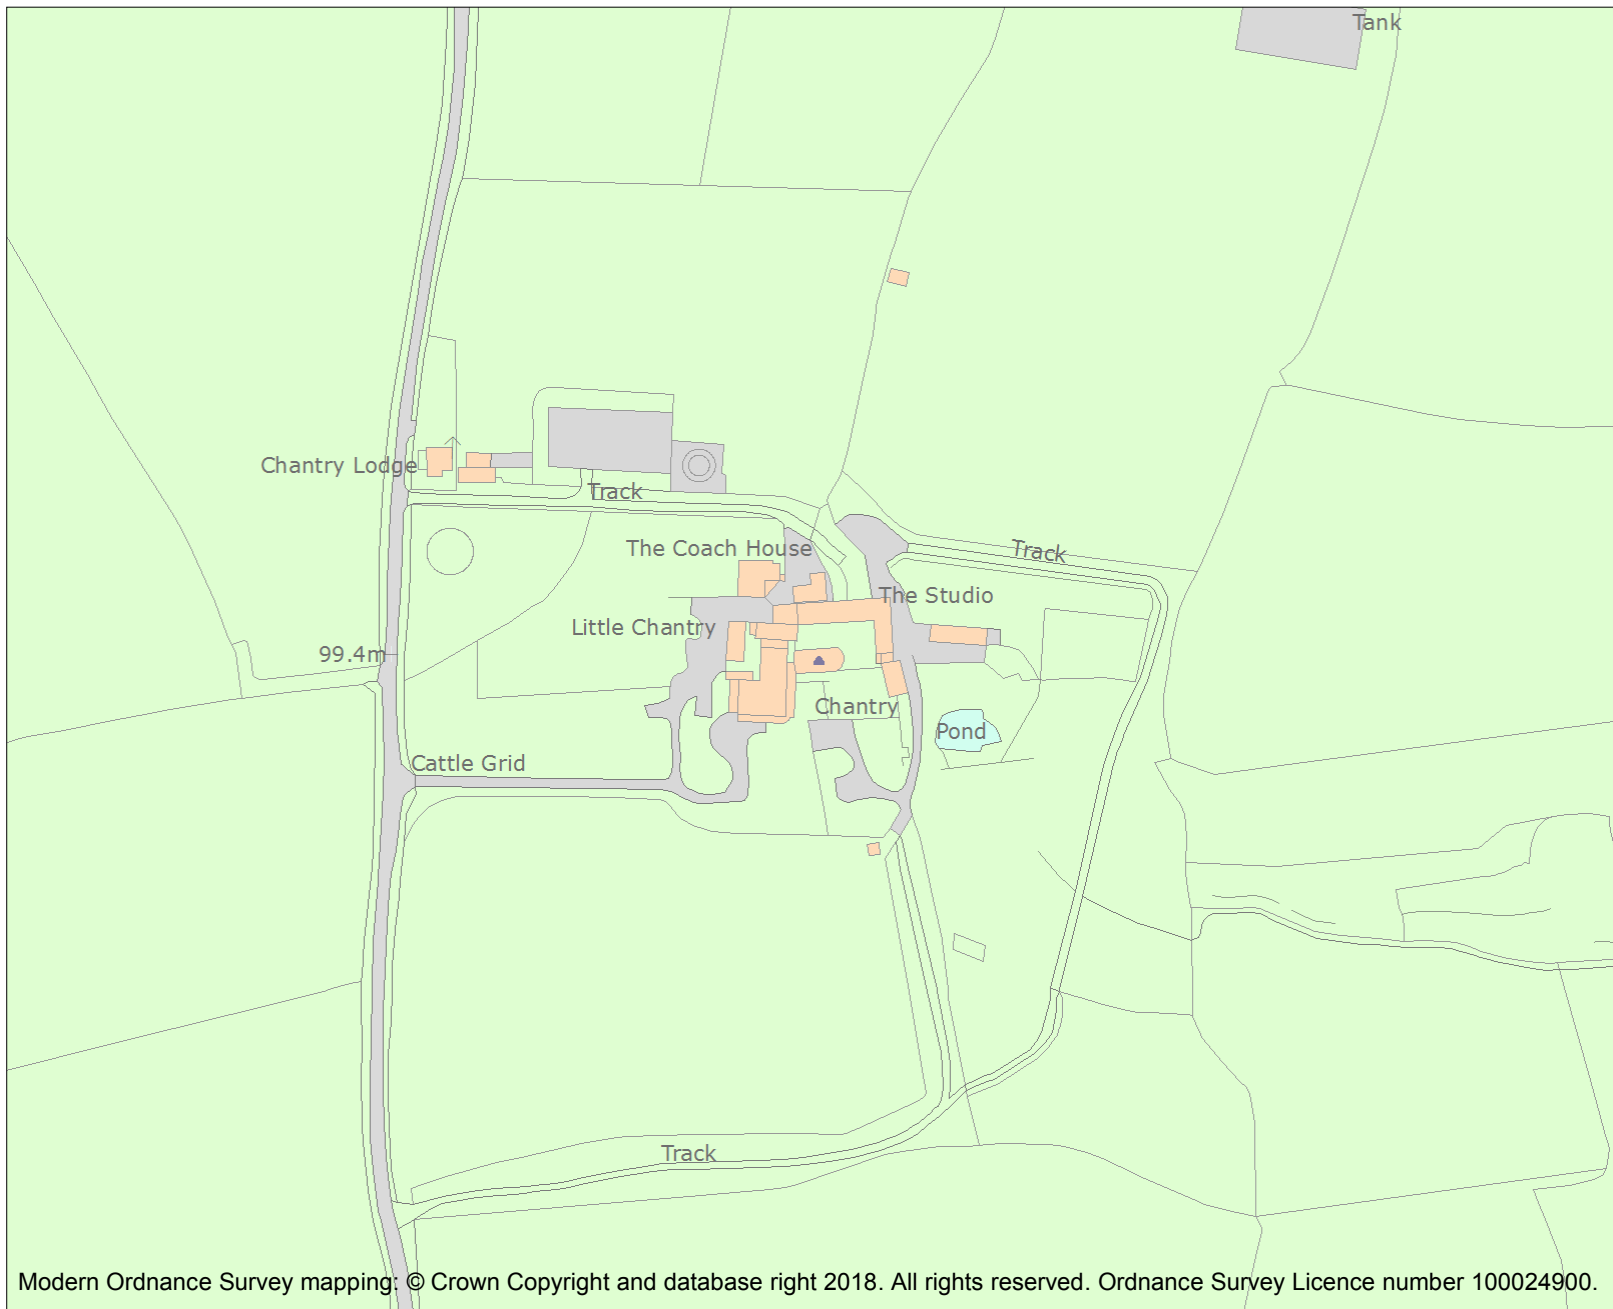 Tank
Chantry Lodge
Track
The Coach House
Track
The Studio
Little Chantry
99.4m
Chantry
Pond
Cattle Grid
Track
Modern Ordnance Survey mapping: © Crown Copyright and database right 2018. All rights reserved. Ordnance Survey Licence number 100024900.